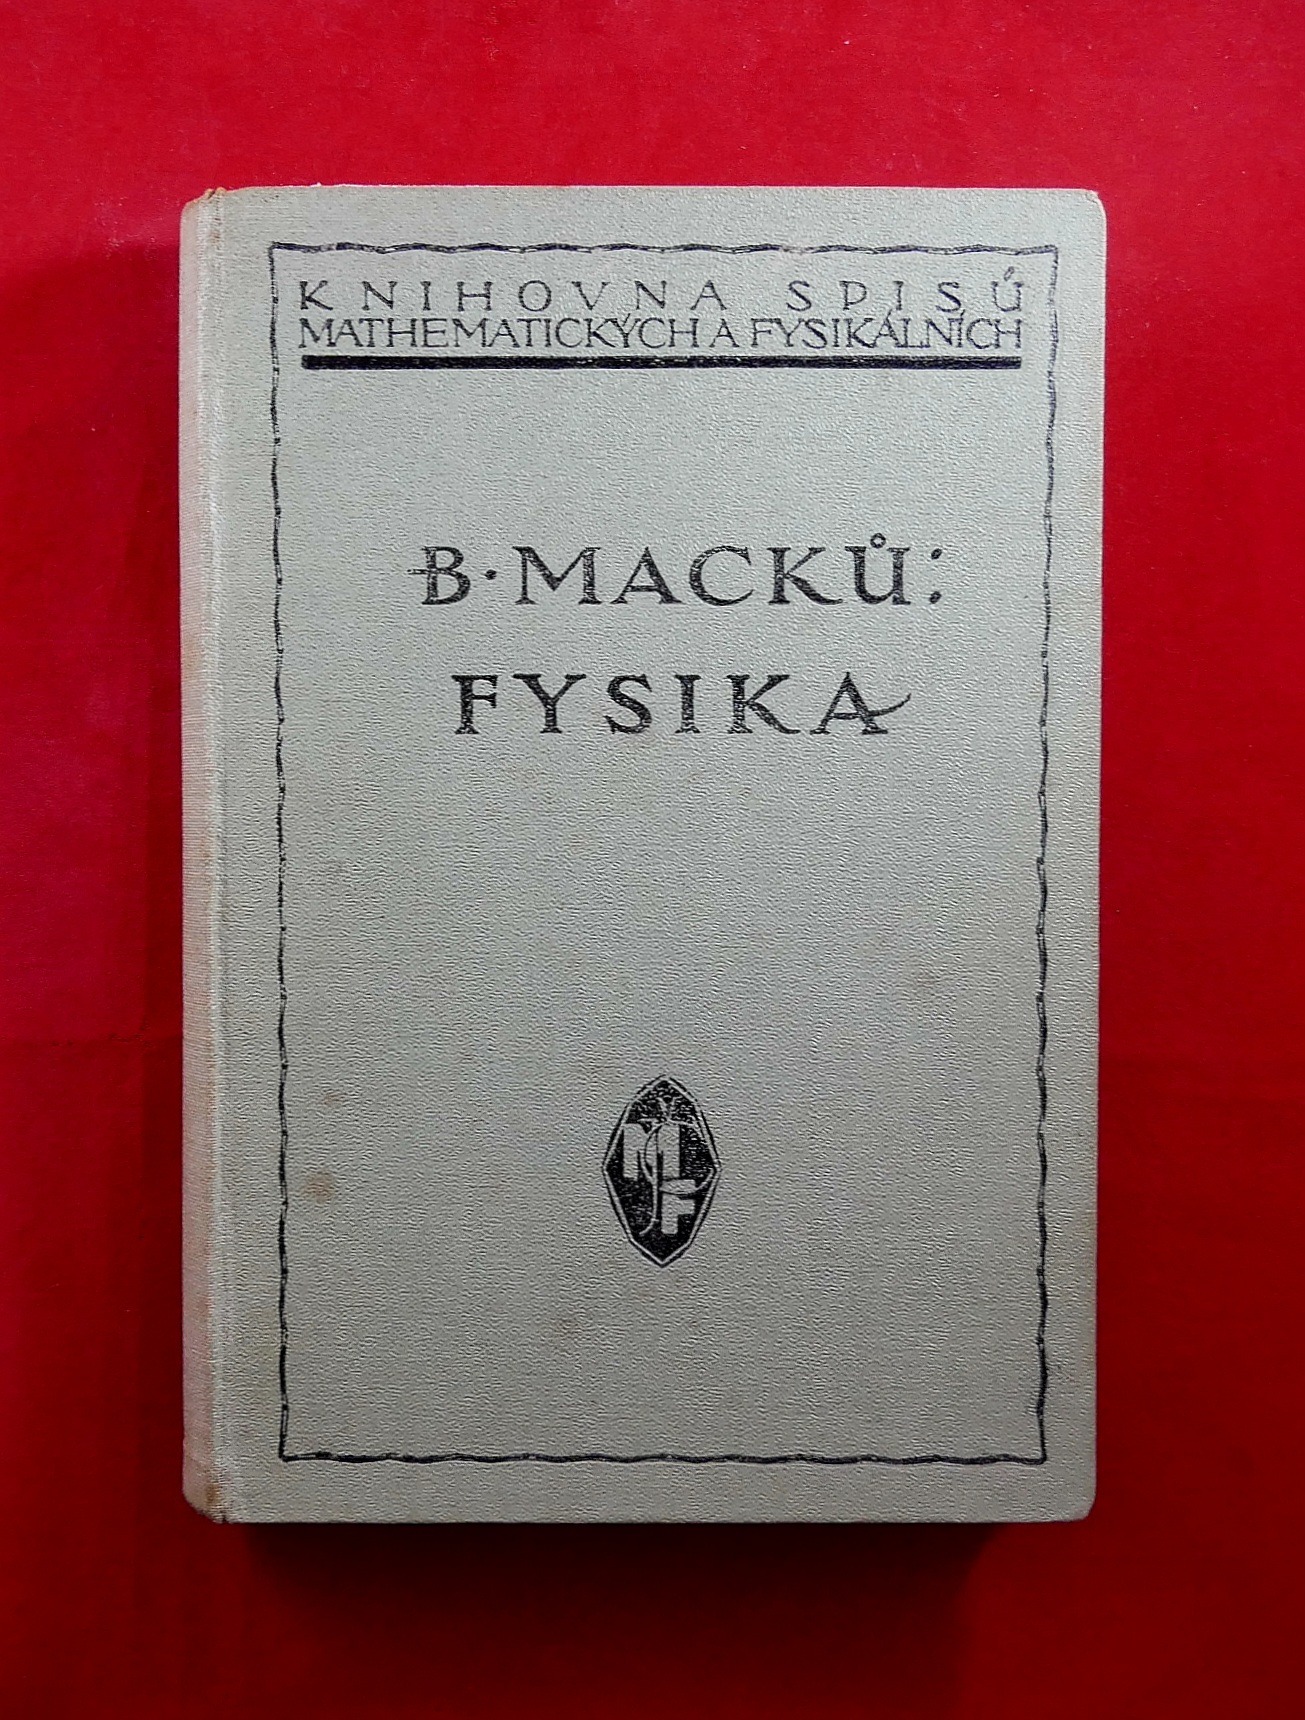 KNIHOVNA SPISŮ
MATHEMATICKÝCH A FYSIKÁLNÍCH
B·MACKŮ:
FYSIKA